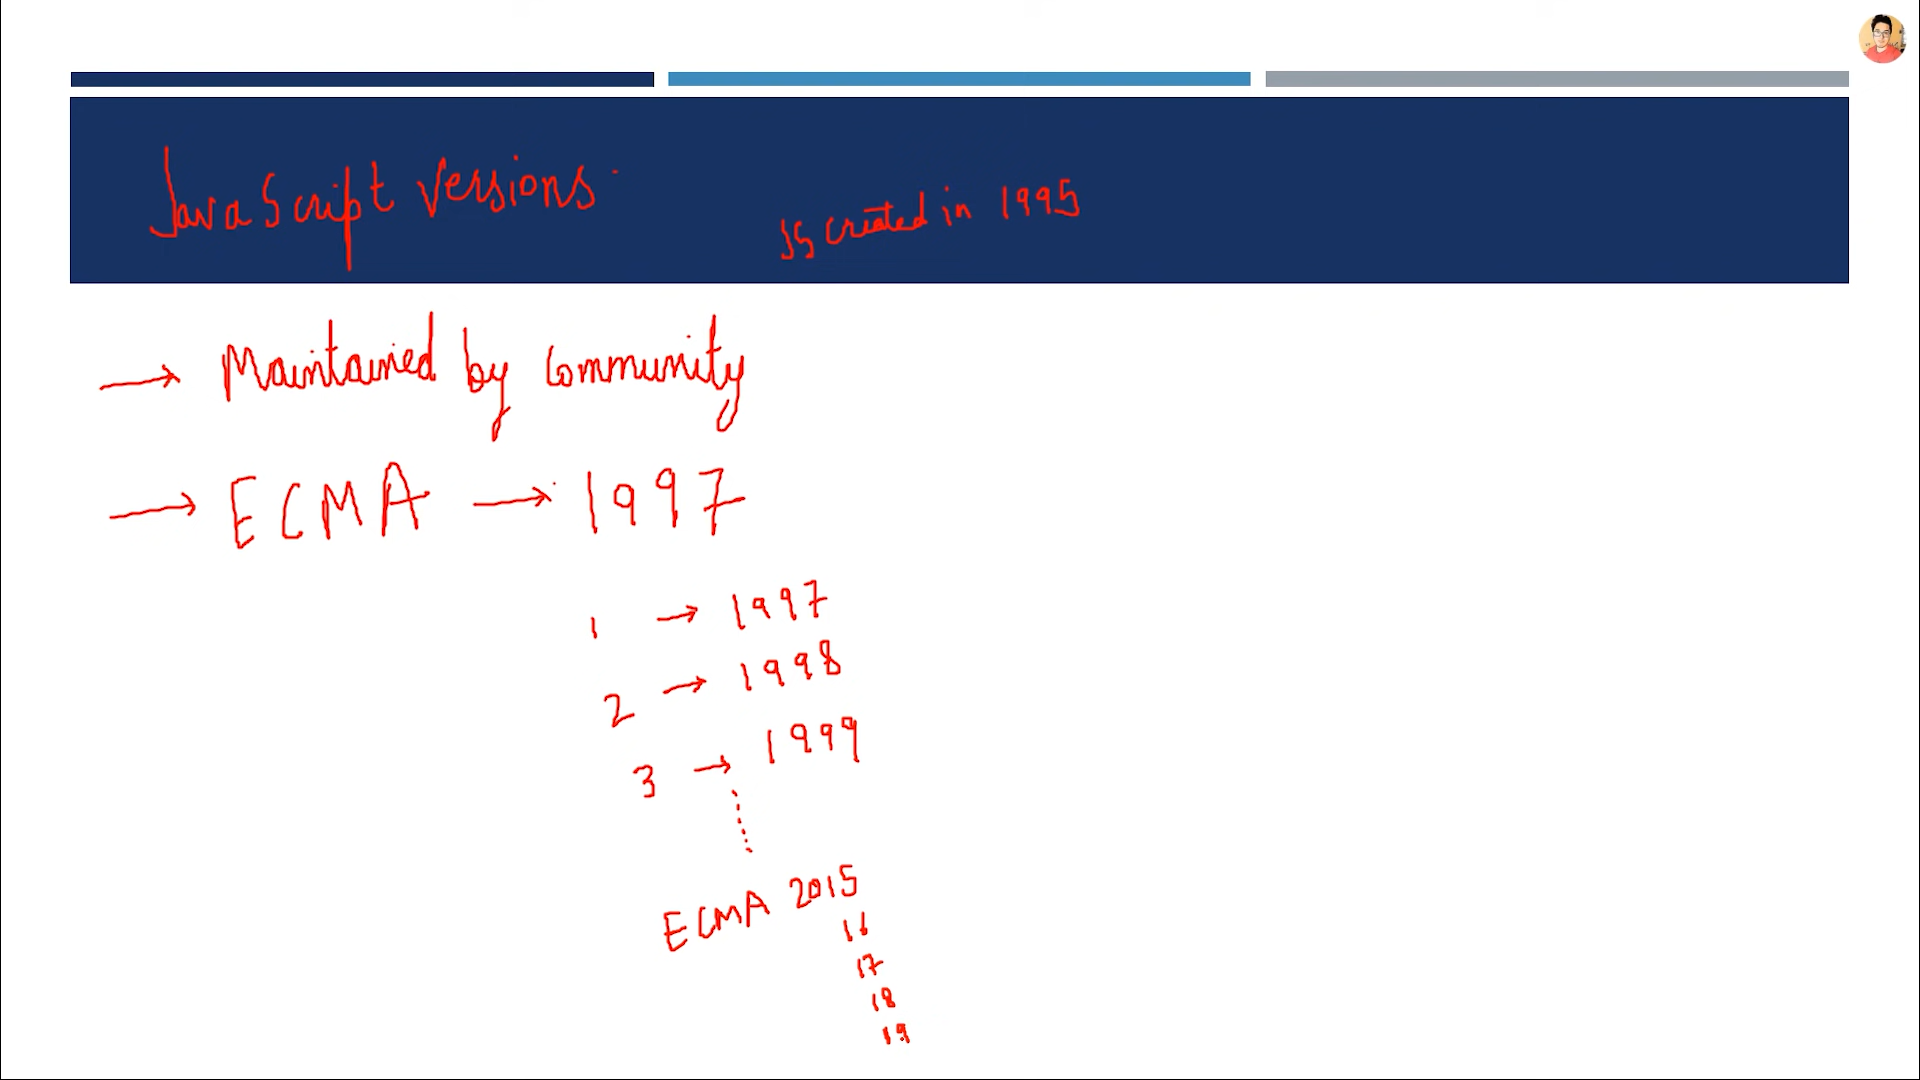 JavaScript Versions.
JS created in 1995
→ Maintained by Community
→ ECMA → 1997
1 → 1997
2 → 1998
3 → 1999
ECMA 2015
16
17
18
19